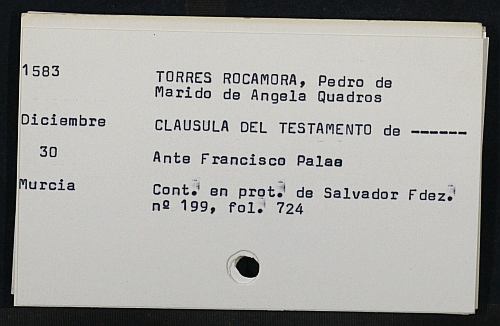 1583
TORRES ROCAMORA, Pedro de
Marido de Angela Quadros
Diciembre
CLAUSULA DEL TESTAMENTO de ------
30
Ante Francisco Palae
Murcia
Cont. en prot. de Salvador Fdez.
nº 199, fol. 724